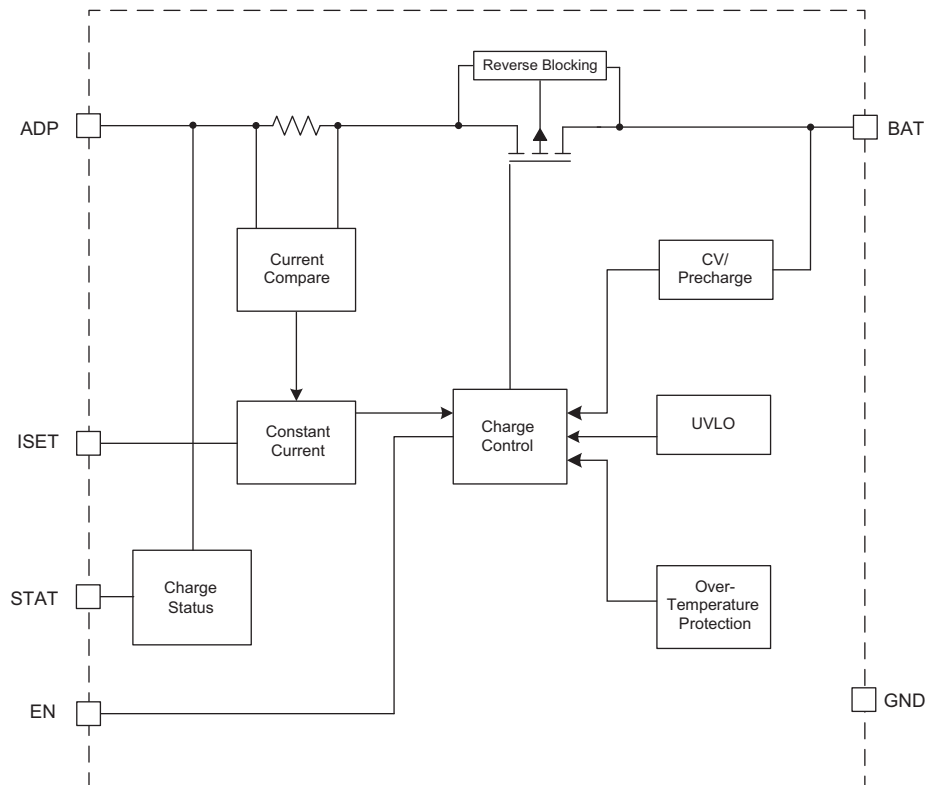 Reverse Blocking
ADP
BAT
Current
Compare
CV/
Precharge
ISET
Constant
Current
Charge
Control
UVLO
STAT
Charge
Status
Over-
Temperature
Protection
EN
GND